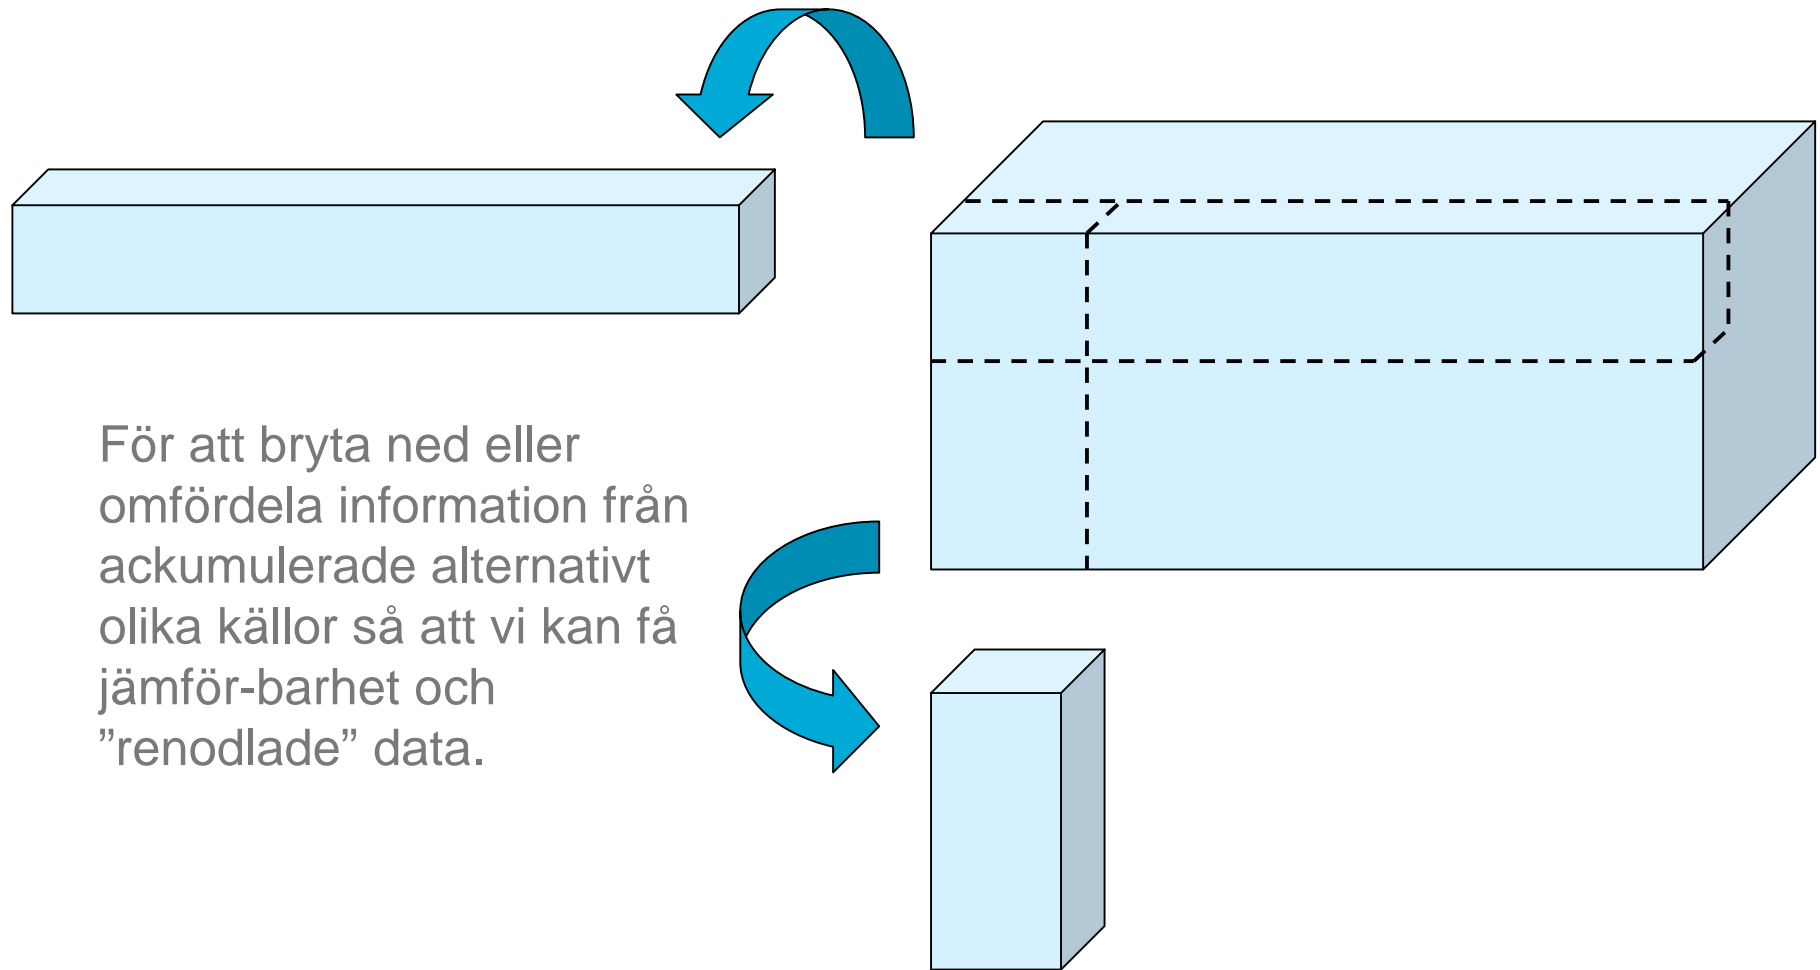 För att bryta ned eller
omfördela information från
ackumulerade alternativt
olika källor så att vi kan få
jämför-barhet och
”renodlade” data.